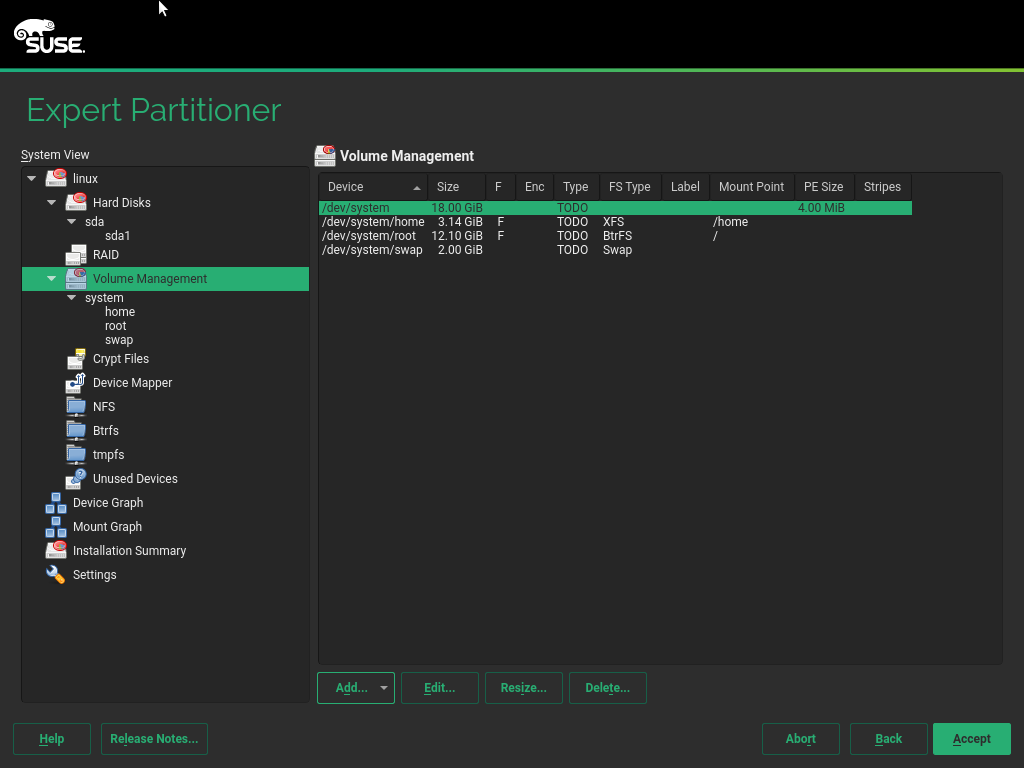 SUSE.
Expert Partitioner
System View
linux
Hard Disks
sda
sda1
RAID
Volume Management
system
home
root
swap
Crypt Files
Device Mapper
NFS
Btrfs
tmpfs
Unused Devices
Device Graph
Mount Graph
Installation Summary
Settings
Volume Management
Device Size F Enc Type FS Type Label Mount Point PE Size Stripes
/dev/system 18.00 GiB TODO 4.00 MiB
/dev/system/home 3.14 GiB F TODO XFS /home
/dev/system/root 12.10 GiB F TODO BtrFS /
/dev/system/swap 2.00 GiB TODO Swap
Add... Edit... Resize... Delete...
Help Release Notes... Abort Back Accept